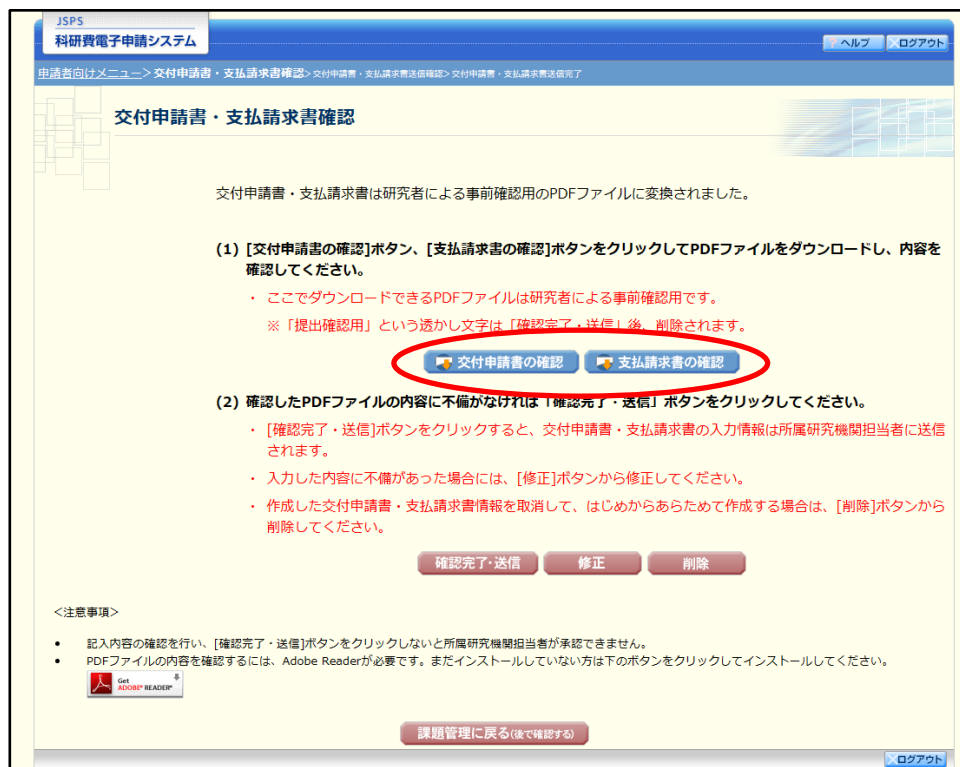 JSPS
科研費電子申請システム
ヘルプ
ログアウト
申請者向けメニュー>交付申請書・支払請求書確認>交付申請書・支払請求書送信確認>交付申請書・支払請求書送信完了
交付申請書・支払請求書確認
交付申請書・支払請求書は研究者による事前確認用のPDFファイルに変換されました。
(1) [交付申請書の確認]ボタン、[支払請求書の確認]ボタンをクリックしてPDFファイルをダウンロードし、内容を
確認してください。
・ ここでダウンロードできるPDFファイルは研究者による事前確認用です。
※「提出確認用」という透かし文字は「確認完了・送信」後、削除されます。
交付申請書の確認
支払請求書の確認
(2) 確認したPDFファイルの内容に不備がなければ「確認完了・送信」ボタンをクリックしてください。
・ [確認完了・送信]ボタンをクリックすると、交付申請書・支払請求書の入力情報は所属研究機関担当者に送信
されます。
・ 入力した内容に不備があった場合には、[修正]ボタンから修正してください。
・ 作成した交付申請書・支払請求書情報を取消して、はじめからあらためて作成する場合は、[削除]ボタンから
削除してください。
確認完了・送信
修正
削除
<注意事項>
• 記入内容の確認を行い、[確認完了・送信]ボタンをクリックしないと所属研究機関担当者が承認できません。
• PDFファイルの内容を確認するには、Adobe Readerが必要です。まだインストールしていない方は下のボタンをクリックしてインストールしてください。
Get
ADOBE® READER®
課題管理に戻る(後で確認する)
ログアウト